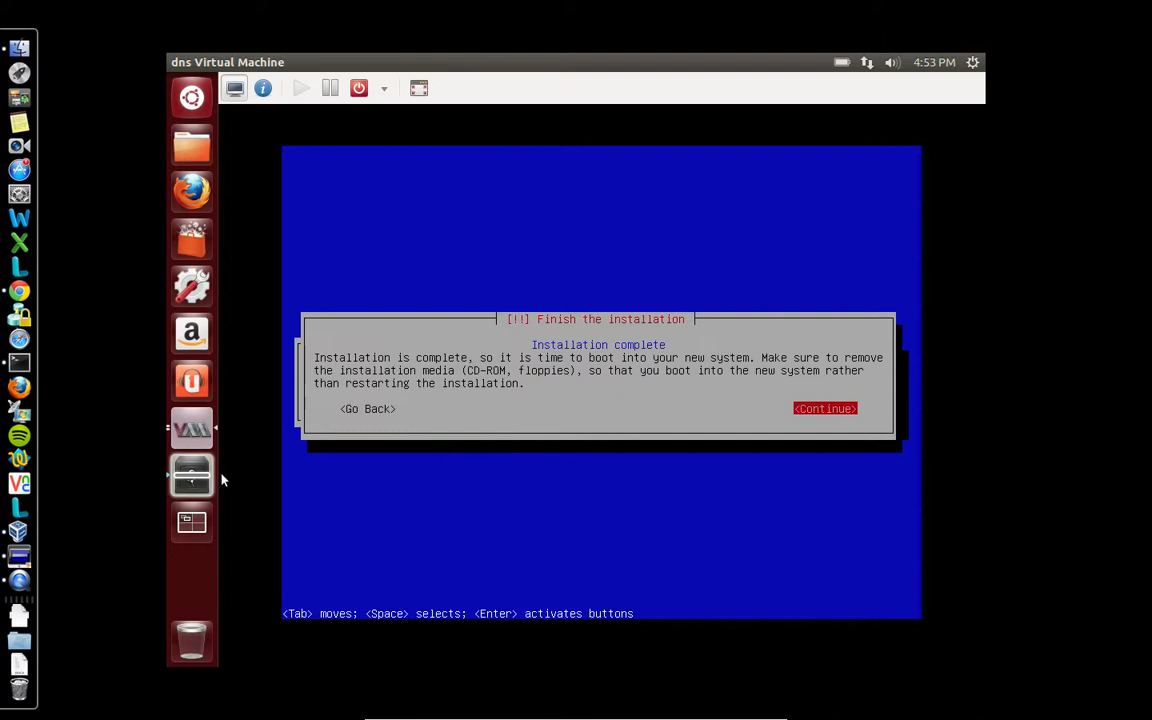 dns Virtual Machine
4:53 PM
[!!] Finish the installation
Installation complete
Installation is complete, so it is time to boot into your new system. Make sure to remove
the installation media (CD-ROM, floppies), so that you boot into the new system rather
than restarting the installation.
<Go Back>
<Continue>
<Tab> moves; <Space> selects; <Enter> activates buttons